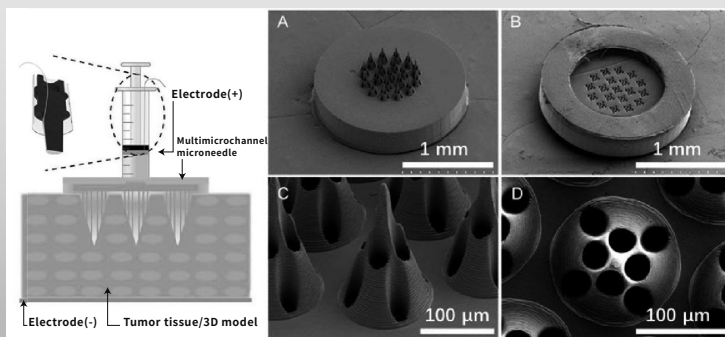 Electrode(+)
Multimicrochannel
microneedle
Electrode(-)
Tumor tissue/3D model
A
1 mm
B
1 mm
C
100 µm
D
100 µm